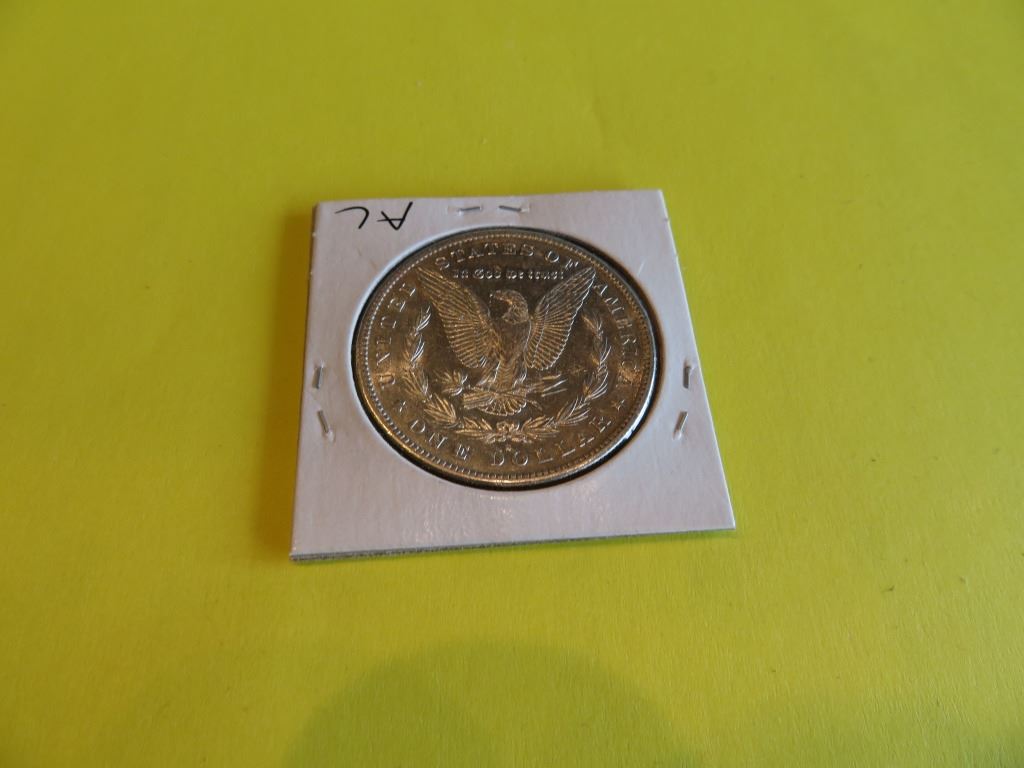 AL
UNITED STATES OF AMERICA
In God we trust
ONE DOLLAR